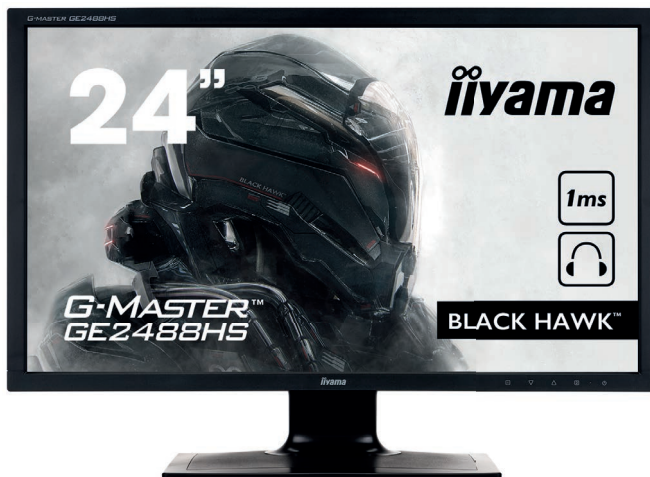 G-MASTER GE2488HS
24”
iiyama
BLACK HAWK
1ms
G-MASTER™
GE2488HS
BLACK HAWK™
iiyama